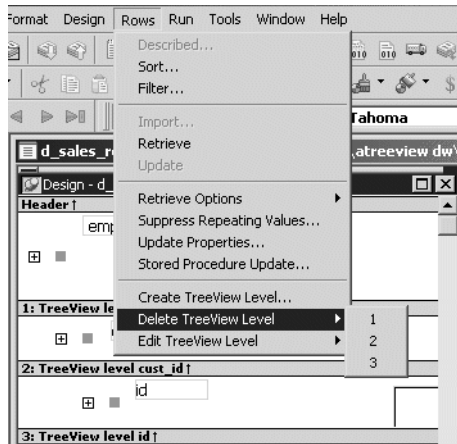 Format Design Rows Run Tools Window Help
Described...
Sort...
Filter...
Import...
Retrieve
Update
Retrieve Options
Suppress Repeating Values...
Update Properties...
Stored Procedure Update...
Create TreeView Level...
Delete TreeView Level
Edit TreeView Level
1
2
3
010 010
Tahoma
d_sales_r
\atreeview dw\
Design - d_
Header ↑
emp
1: TreeView le
2: TreeView level cust_id ↑
id
3: TreeView level id ↑